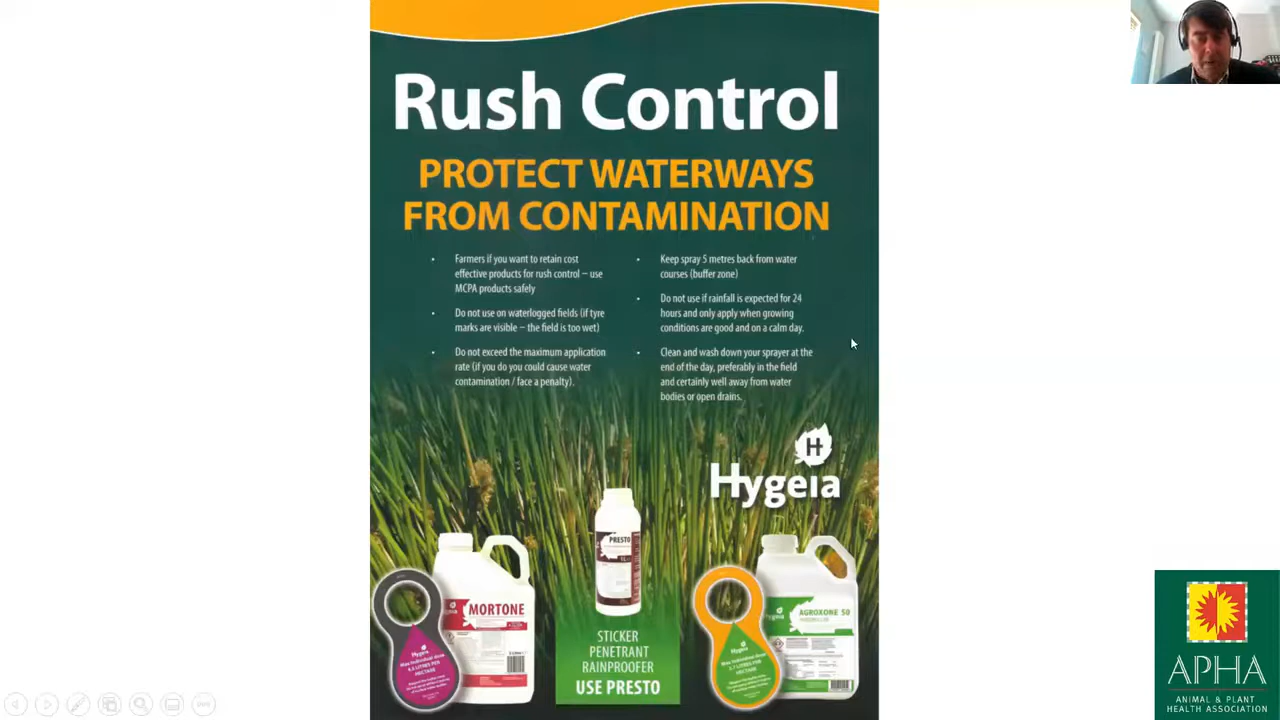 Rush Control
PROTECT WATERWAYS
FROM CONTAMINATION
• Farmers if you want to retain cost
effective products for rush control – use
MCPA products safely
• Do not use on waterlogged fields (if tyre
marks are visible – the field is too wet)
• Do not exceed the maximum application
rate (if you do you could cause water
contamination / face a penalty).
• Keep spray 5 metres back from water
courses (buffer zone)
• Do not use if rainfall is expected for 24
hours and only apply when growing
conditions are good and on a calm day.
• Clean and wash down your sprayer at the
end of the day, preferably in the field
and certainly well away from water
bodies or open drains.
H
Hygeia
PRESTO
MORTONE
AGROXONE 50
Hygeia
Hygeia
STICKER
PENETRANT
RAINPROOFER
USE PRESTO
APHA
ANIMAL & PLANT
HEALTH ASSOCIATION